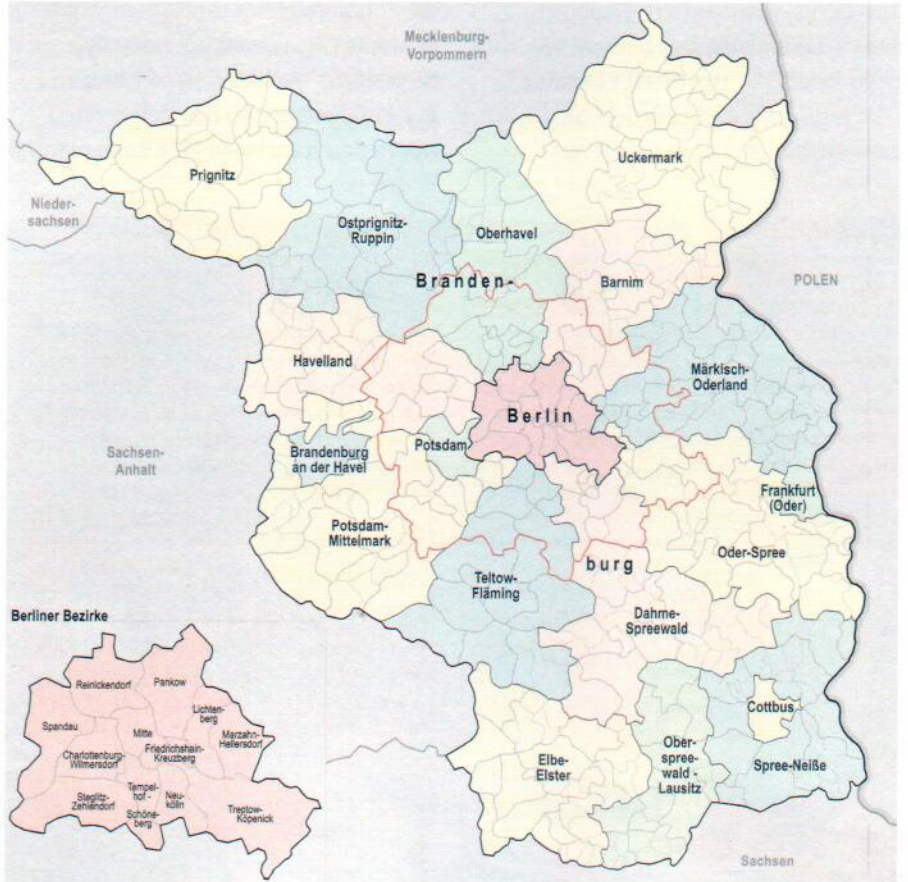 Mecklenburg-
Vorpommern
Uckermark
Prignitz
Nieder-
sachsen
Ostprignitz-
Ruppin
Oberhavel
Branden-
Barnim
POLEN
Havelland
Märkisch-
Oderland
Berlin
Sachsen-
Anhalt
Brandenburg
an der Havel
Potsdam
Frankfurt
(Oder)
Potsdam-
Mittelmark
Oder-Spree
burg
Teltow-
Fläming
Dahme-
Spreewald
Cottbus
Elbe-
Elster
Ober-
spree-
wald -
Lausitz
Spree-Neiße
Sachsen
Berliner Bezirke
Reinickendorf
Pankow
Lichten-
berg
Spandau
Mitte
Marzahn-
Hellersdorf
Charlottenburg-
Wilmersdorf
Friedrichshain-
Kreuzberg
Steglitz-
Zehlendorf
Tempel-
hof -
Schöne-
berg
Neu-
kölln
Treptow-
Köpenick